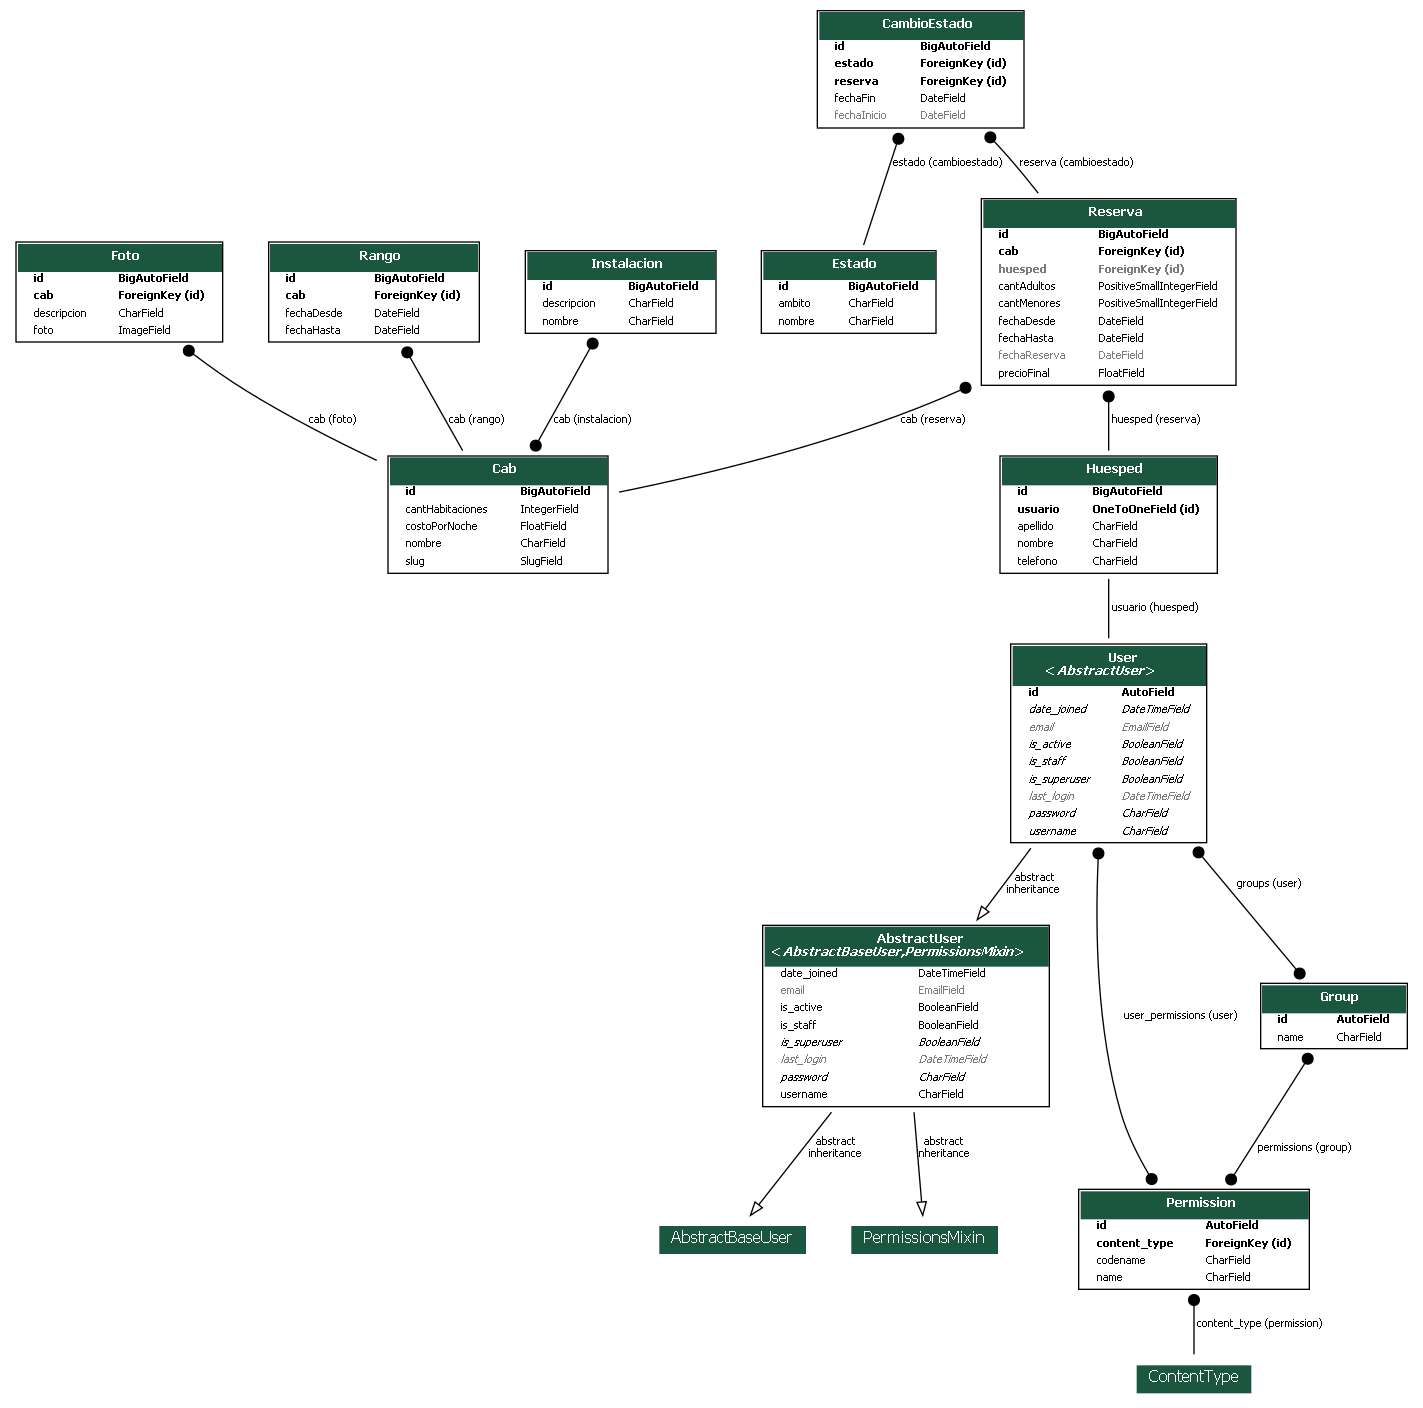 CambioEstado
id BigAutoField
estado ForeignKey (id)
reserva ForeignKey (id)
fechaFin DateField
fechaInicio DateField
estado (cambioestado)
reserva (cambioestado)
Foto
id BigAutoField
cab ForeignKey (id)
descripcion CharField
foto ImageField
Rango
id BigAutoField
cab ForeignKey (id)
fechaDesde DateField
fechaHasta DateField
Instalacion
id BigAutoField
descripcion CharField
nombre CharField
Estado
id BigAutoField
ambito CharField
nombre CharField
Reserva
id BigAutoField
cab ForeignKey (id)
huesped ForeignKey (id)
cantAdultos PositiveSmallIntegerField
cantMenores PositiveSmallIntegerField
fechaDesde DateField
fechaHasta DateField
fechaReserva DateField
precioFinal FloatField
cab (foto)
cab (rango)
cab (instalacion)
cab (reserva)
huesped (reserva)
Cab
id BigAutoField
cantHabitaciones IntegerField
costoPorNoche FloatField
nombre CharField
slug SlugField
Huesped
id BigAutoField
usuario OneToOneField (id)
apellido CharField
nombre CharField
telefono CharField
usuario (huesped)
User
<AbstractUser>
id AutoField
date_joined DateTimeField
email EmailField
is_active BooleanField
is_staff BooleanField
is_superuser BooleanField
last_login DateTimeField
password CharField
username CharField
abstract
inheritance
groups (user)
AbstractUser
<AbstractBaseUser,PermissionsMixin>
date_joined DateTimeField
email EmailField
is_active BooleanField
is_staff BooleanField
is_superuser BooleanField
last_login DateTimeField
password CharField
username CharField
user_permissions (user)
Group
id AutoField
name CharField
abstract
inheritance
abstract
nheritance
permissions (group)
AbstractBaseUser
PermissionsMixin
Permission
id AutoField
content_type ForeignKey (id)
codename CharField
name CharField
content_type (permission)
ContentType